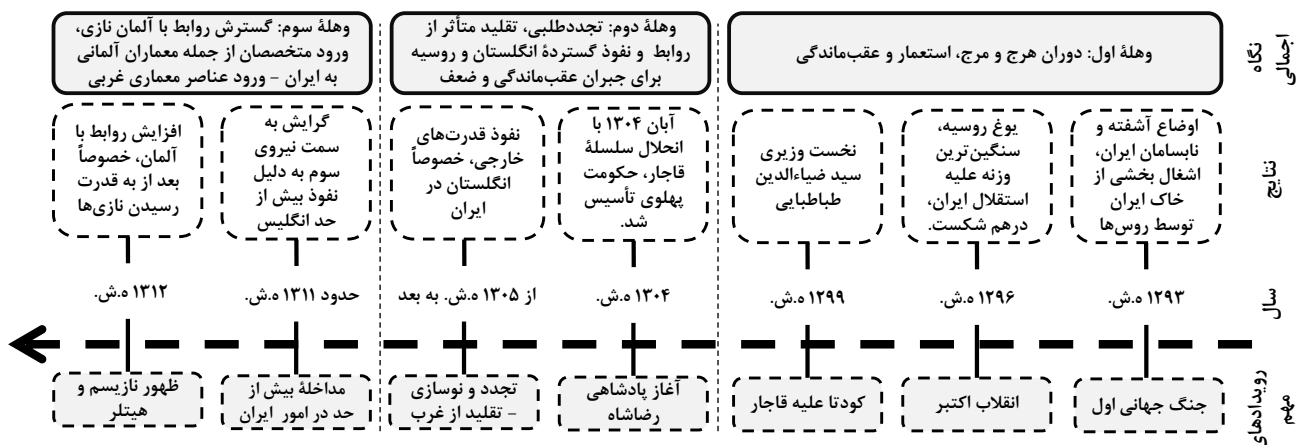 نگاه
اجمالی
وهلهٔ اول: دوران هرج و مرج، استعمار و عقب‌ماندگی
وهلهٔ دوم: تجددطلبی، تقلید متأثر از
روابط و نفوذ گستردهٔ انگلستان و روسیه
برای جبران عقب‌ماندگی و ضعف
وهلهٔ سوم: گسترش روابط با آلمان نازی،
ورود متخصصان از جمله معماران آلمانی
به ایران – ورود عناصر معماری غربی
نتایج
اوضاع آشفته و
نابسامان ایران،
اشغال بخشی از
خاک ایران
توسط روس‌ها
یوغ روسیه،
سنگین‌ترین
وزنه علیه
استقلال ایران،
درهم شکست.
نخست وزیری
سید ضیاءالدین
طباطبایی
آبان ۱۳۰۴ با
انحلال سلسلهٔ
قاجار، حکومت
پهلوی تأسیس
شد.
نفوذ قدرت‌های
خارجی، خصوصاً
انگلستان در
ایران
گرایش به
سمت نیروی
سوم به دلیل
نفوذ بیش از
حد انگلیس
افزایش روابط با
آلمان، خصوصاً
بعد از به قدرت
رسیدن نازی‌ها
سال
۱۲۹۳ ه.ش.
۱۲۹۶ ه.ش.
۱۲۹۹ ه.ش.
۱۳۰۴ ه.ش.
از ۱۳۰۵ ه.ش. به بعد
حدود ۱۳۱۱ ه.ش.
۱۳۱۲ ه.ش.
رویدادهای
مهم
جنگ جهانی اول
انقلاب اکتبر
کودتا علیه قاجار
آغاز پادشاهی
رضاشاه
تجدد و نوسازی
– تقلید از غرب
مداخلهٔ بیش از
حد در امور ایران
ظهور نازیسم و
هیتلر